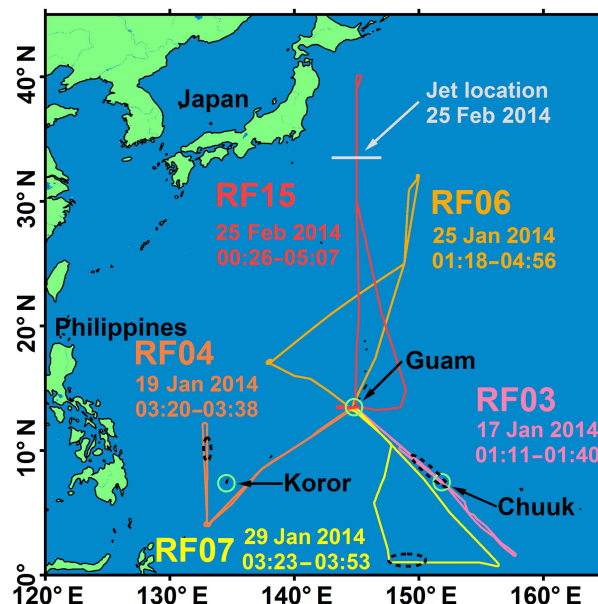 40° N
Japan
Jet location
25 Feb 2014
30° N
RF15
25 Feb 2014
00:26–05:07
RF06
25 Jan 2014
01:18–04:56
20° N
Philippines
RF04
19 Jan 2014
03:20–03:38
Guam
RF03
17 Jan 2014
01:11–01:40
10° N
Koror
Chuuk
RF07
29 Jan 2014
03:23–03:53
0°
120° E
130° E
140° E
150° E
160° E